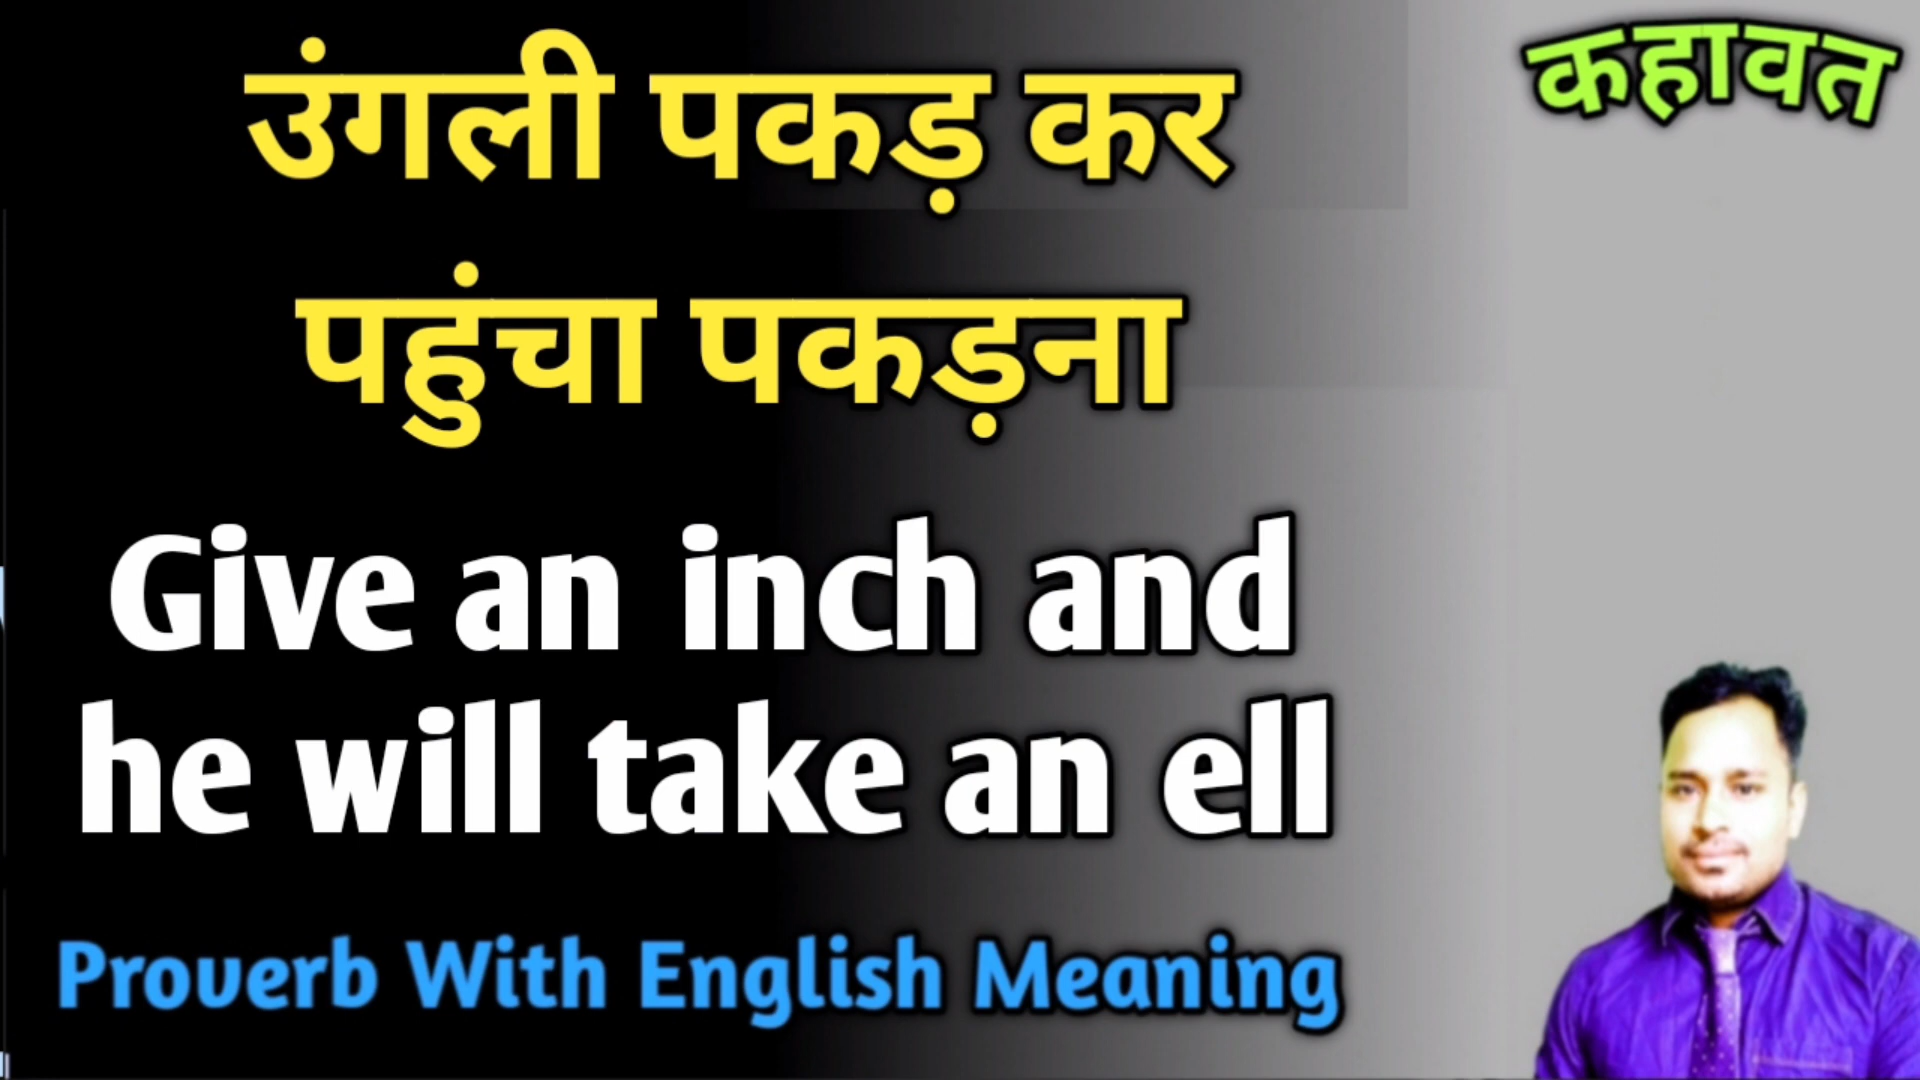 कहावत
उंगली पकड़ कर
पहुंचा पकड़ना
Give an inch and
he will take an ell
Proverb With English Meaning